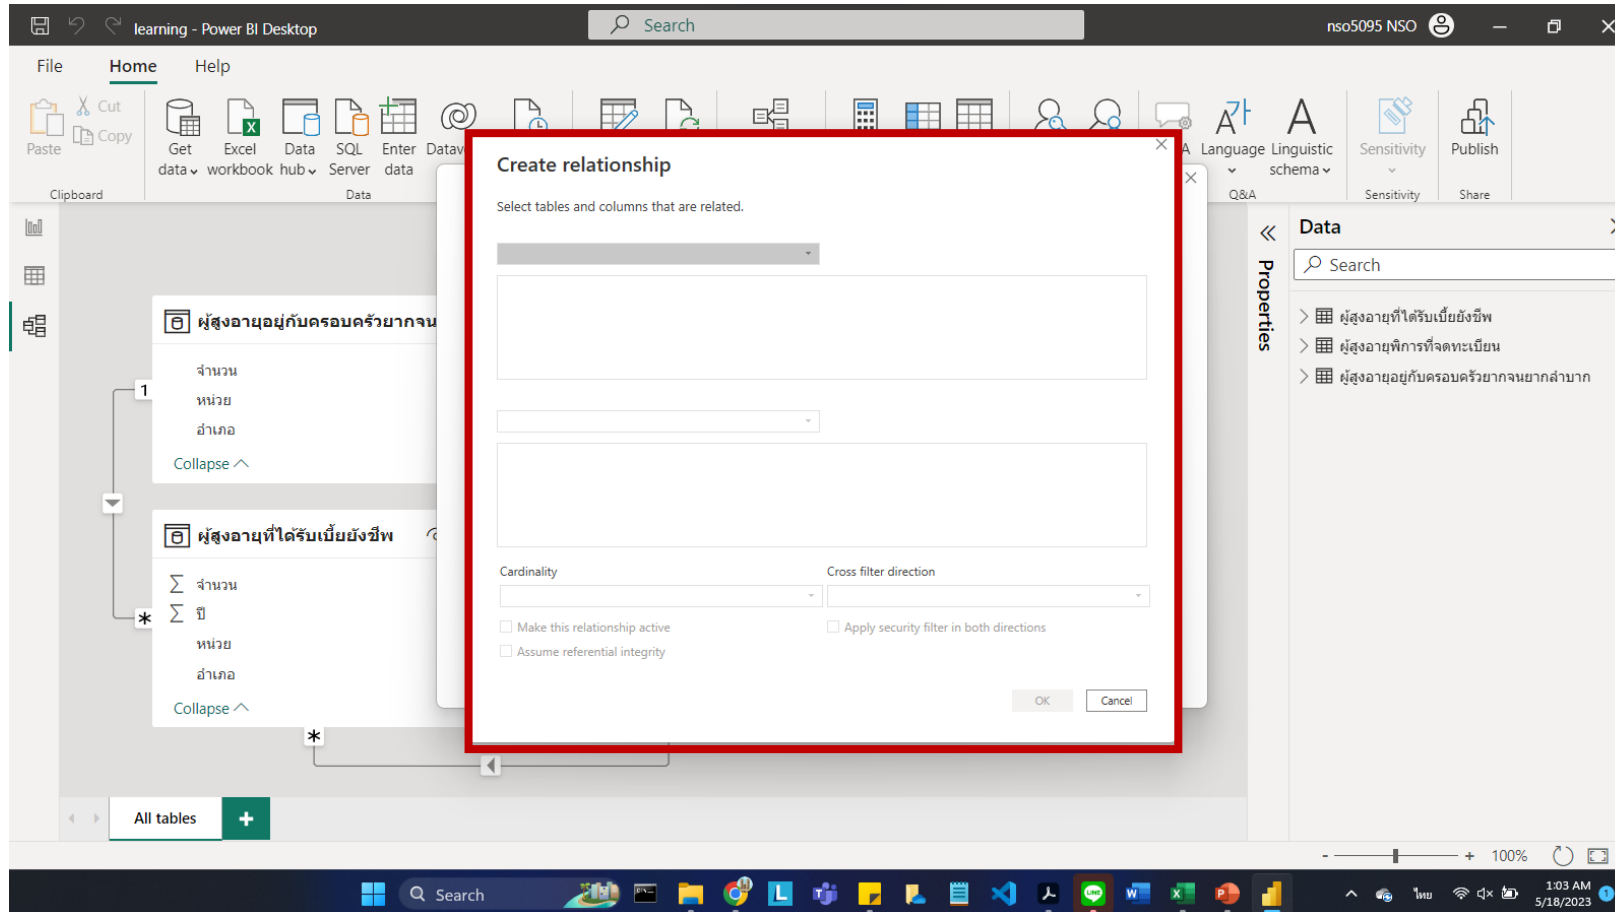 learning - Power BI Desktop
Search
nso5095 NSO
File Home Help
Paste
Cut
Copy
Get data
Excel workbook
Data hub
SQL Server
Enter data
Language
Linguistic schema
Sensitivity
Publish
Clipboard
Data
Q&A
Sensitivity
Share
Create relationship
Select tables and columns that are related.
Cardinality
Cross filter direction
Make this relationship active
Apply security filter in both directions
Assume referential integrity
OK
Cancel
ผู้สูงอายุอยู่กับครอบครัวยากจน
จำนวน
หน่วย
อำเภอ
Collapse
1
ผู้สูงอายุที่ได้รับเบี้ยยังชีพ
∑ จำนวน
∑ ปี
หน่วย
อำเภอ
Collapse
*
*
Properties
Data
Search
ผู้สูงอายุที่ได้รับเบี้ยยังชีพ
ผู้สูงอายุพิการที่จดทะเบียน
ผู้สูงอายุอยู่กับครอบครัวยากจนยากลำบาก
All tables
+
- + 100%
Search
ไทย
1:03 AM
5/18/2023
1